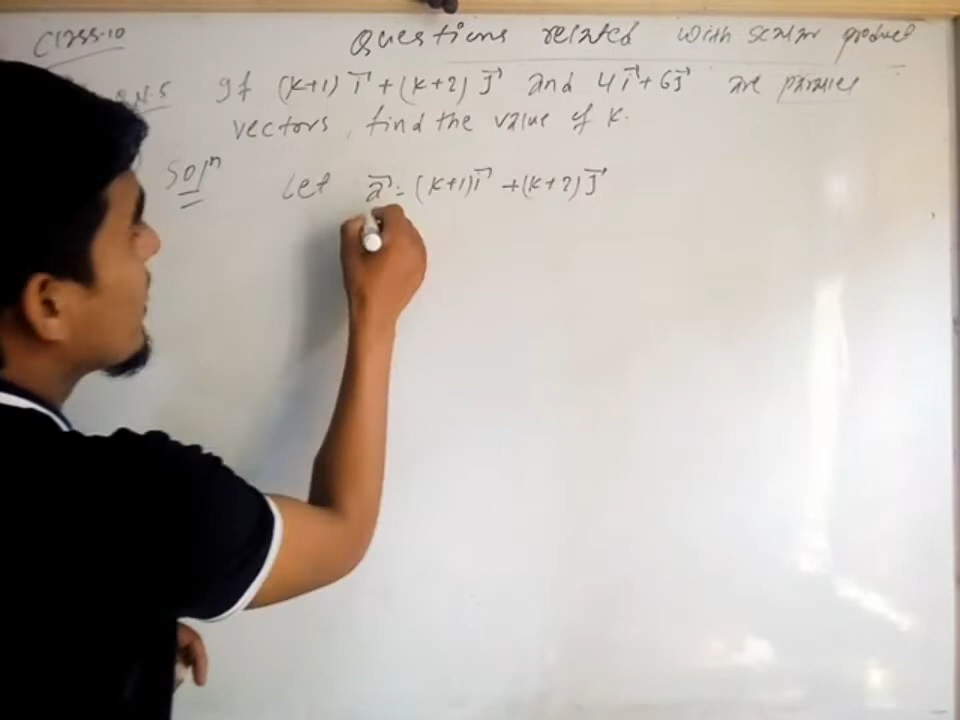 Class-10
Questions related with scalar product
Q.N.5 If (k+1) i⃗ + (k+2) j⃗ and 4i⃗ + 6j⃗ are parallel
vectors, find the value of k.
Solⁿ Let a⃗ = (k+1)i⃗ + (k+2)j⃗